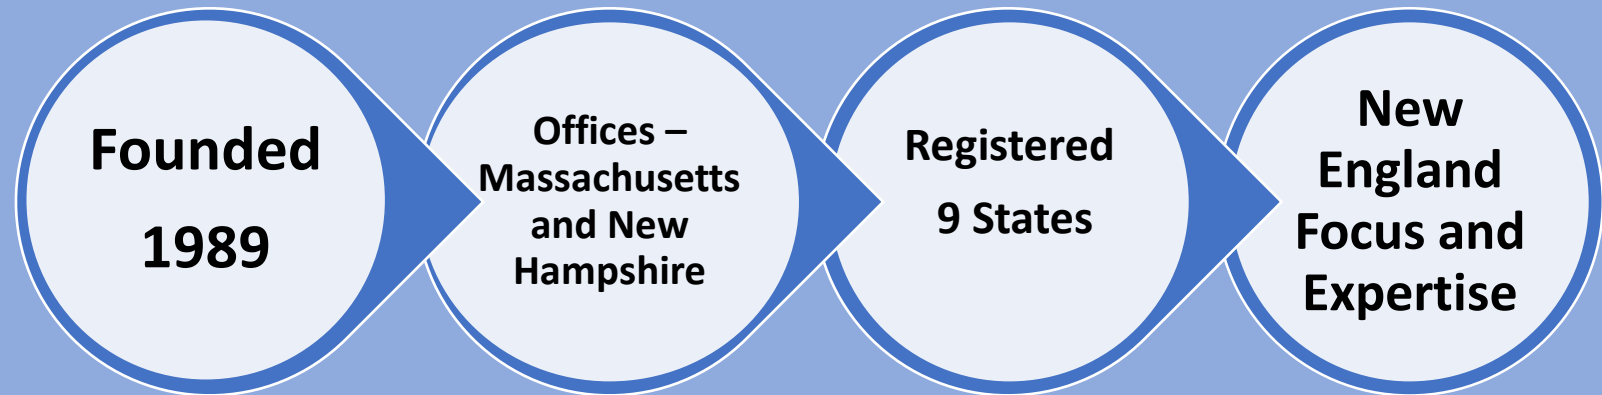 Founded
1989
Offices –
Massachusetts
and New
Hampshire
Registered
9 States
New
England
Focus and
Expertise